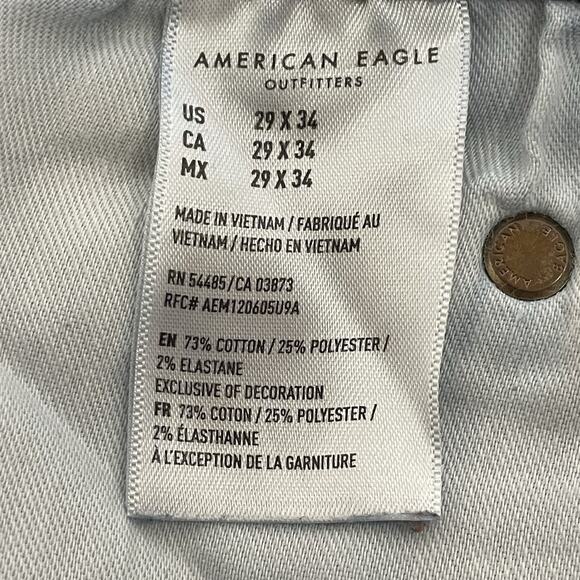 AMERICAN EAGLE
OUTFITTERS
US 29 X 34
CA 29 X 34
MX 29 X 34
MADE IN VIETNAM / FABRIQUÉ AU
VIETNAM / HECHO EN VIETNAM
RN 54485 / CA 03873
RFC# AEM120605U9A
EN 73% COTTON / 25% POLYESTER /
2% ELASTANE
EXCLUSIVE OF DECORATION
FR 73% COTON / 25% POLYESTER /
2% ÉLASTHANNE
À L'EXCEPTION DE LA GARNITURE
AMERICAN EAGLE